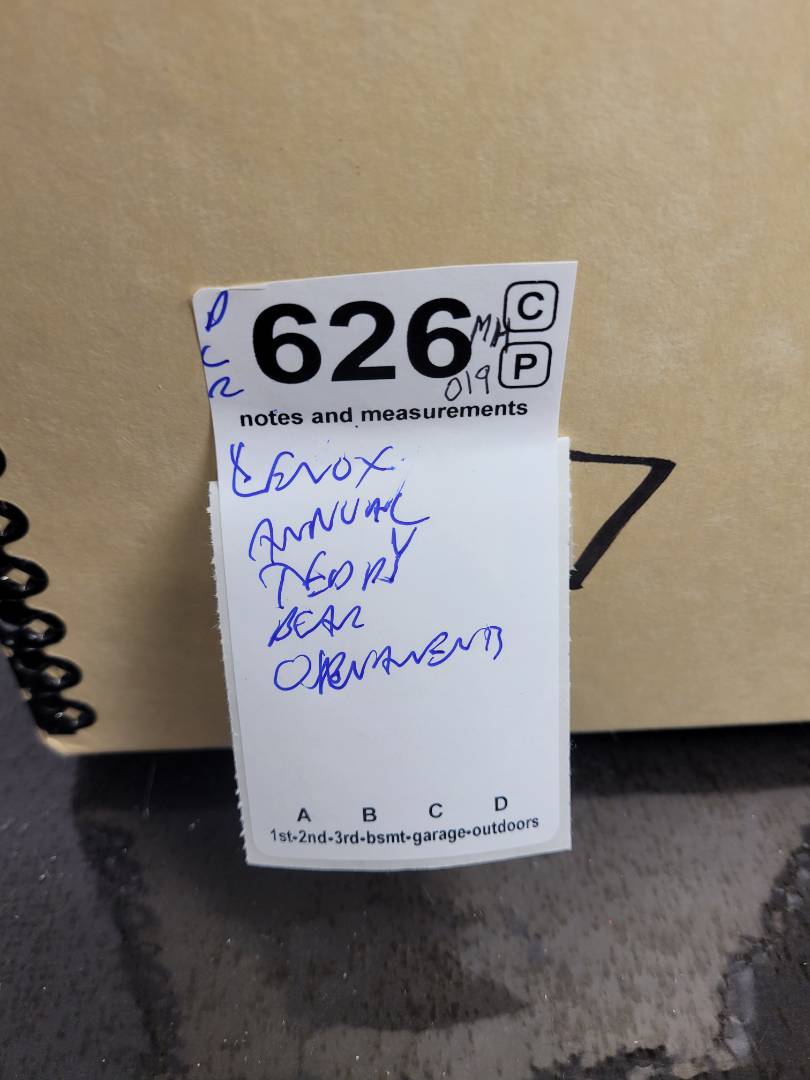 626
MH
019
C
P
notes and measurements
LENOX
ANNUAL
TEDDY
BEAR
ORNAMENTS
A B C D
1st-2nd-3rd-bsmt-garage-outdoors